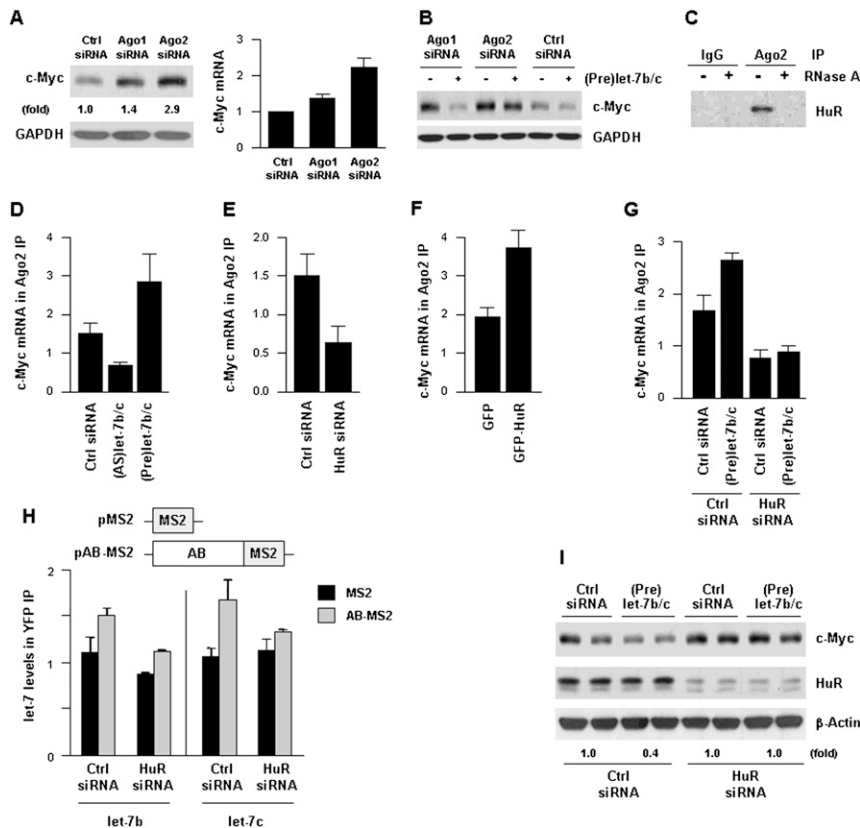 A
Ctrl siRNA
Ago1 siRNA
Ago2 siRNA
c-Myc
(fold)
1.0
1.4
2.9
GAPDH
c-Myc mRNA
3
2
1
0
Ctrl siRNA
Ago1 siRNA
Ago2 siRNA
B
Ago1 siRNA
Ago2 siRNA
Ctrl siRNA
- + - + - + (Pre)let-7b/c
c-Myc
GAPDH
C
IgG Ago2 IP
- + - + RNase A
HuR
D
c-Myc mRNA in Ago2 IP
4
3
2
1
0
Ctrl siRNA
(AS)let-7b/c
(Pre)let-7b/c
E
c-Myc mRNA in Ago2 IP
2.0
1.5
1.0
0.5
0.0
Ctrl siRNA
HuR siRNA
F
c-Myc mRNA in Ago2 IP
4
3
2
1
0
GFP
GFP-HuR
G
c-Myc mRNA in Ago2 IP
3
2
1
0
Ctrl siRNA
(Pre)let-7b/c
Ctrl siRNA
(Pre)let-7b/c
Ctrl siRNA
HuR siRNA
H
pMS2 MS2
pAB-MS2 AB MS2
MS2
AB-MS2
let-7 levels in YFP IP
2
1
0
Ctrl siRNA
HuR siRNA
Ctrl siRNA
HuR siRNA
let-7b
let-7c
I
Ctrl siRNA
(Pre) let-7b/c
Ctrl siRNA
(Pre) let-7b/c
c-Myc
HuR
β-Actin
1.0 0.4 1.0 1.0 (fold)
Ctrl siRNA
HuR siRNA